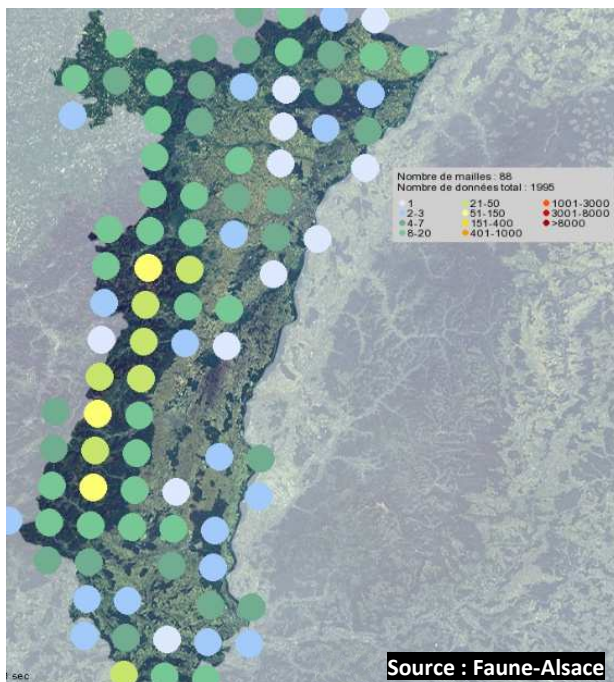 Nombre de mailles : 88
Nombre de données total : 1995
1 21-50 1001-3000
2-3 51-150 3001-8000
4-7 151-400 >8000
8-20 401-1000
sec
Source : Faune-Alsace